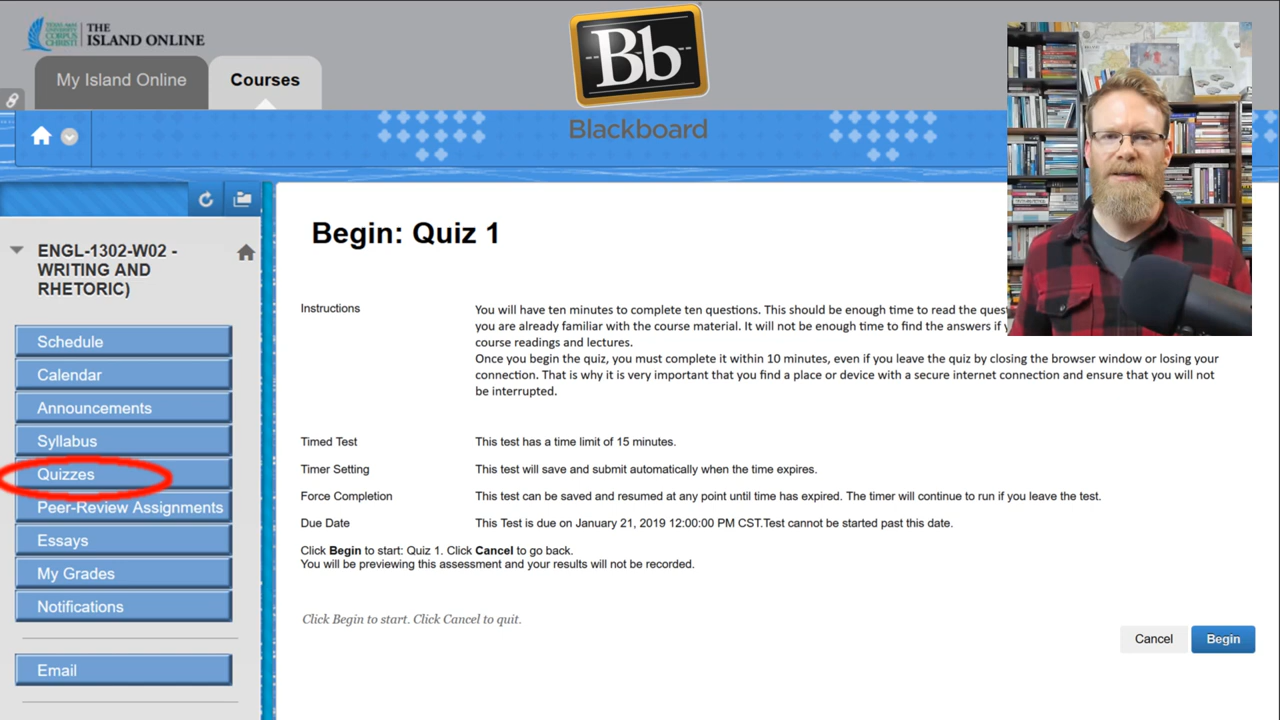 TEXAS A&M
UNIVERSITY
CORPUS
CHRISTI
THE
ISLAND ONLINE
My Island Online
Courses
Bb
Blackboard
ENGL-1302-W02 -
WRITING AND
RHETORIC)
Schedule
Calendar
Announcements
Syllabus
Quizzes
Peer-Review Assignments
Essays
My Grades
Notifications
Email
Begin: Quiz 1
Instructions
You will have ten minutes to complete ten questions. This should be enough time to read the quest
you are already familiar with the course material. It will not be enough time to find the answers if y
course readings and lectures.
Once you begin the quiz, you must complete it within 10 minutes, even if you leave the quiz by closing the browser window or losing your
connection. That is why it is very important that you find a place or device with a secure internet connection and ensure that you will not
be interrupted.
Timed Test
This test has a time limit of 15 minutes.
Timer Setting
This test will save and submit automatically when the time expires.
Force Completion
This test can be saved and resumed at any point until time has expired. The timer will continue to run if you leave the test.
Due Date
This Test is due on January 21, 2019 12:00:00 PM CST.Test cannot be started past this date.
Click Begin to start: Quiz 1. Click Cancel to go back.
You will be previewing this assessment and your results will not be recorded.
Click Begin to start. Click Cancel to quit.
Cancel
Begin